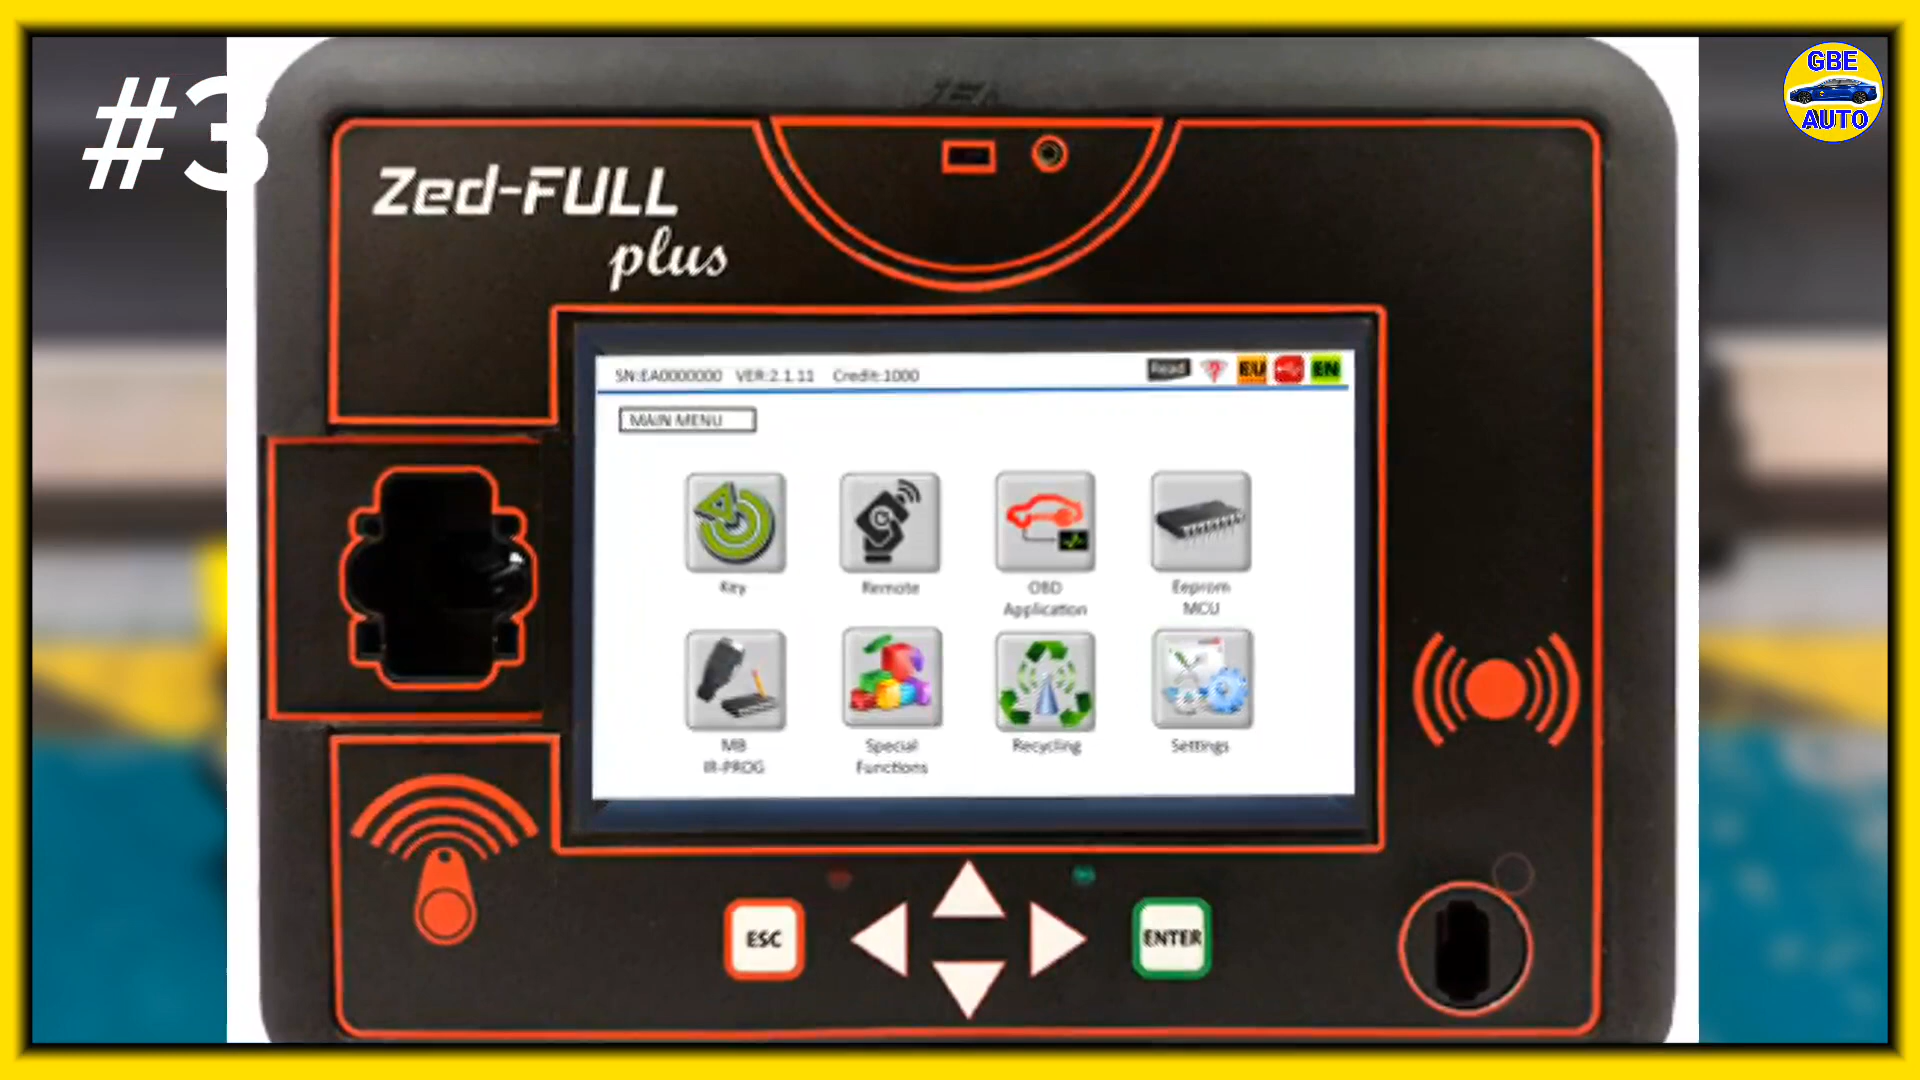 #3
GBE
AUTO
Zed-FULL
plus
SN:EA0000000 VER:2.1.11 Credit:1000
Read
EU
EN
MAIN MENU
Key
Remote
OBD
Application
Eeprom
MCU
MB
IR-PROG
Special
Functions
Recycling
Settings
ESC
ENTER